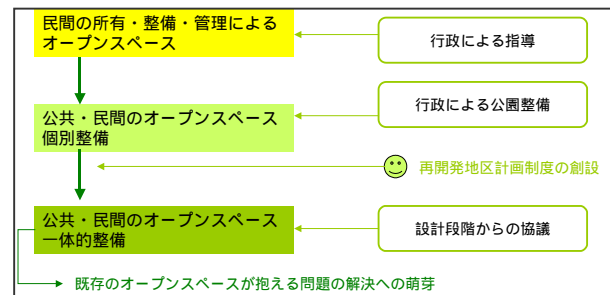 民間の所有・整備・管理による
オープンスペース
行政による指導
公共・民間のオープンスペース
個別整備
行政による公園整備
再開発地区計画制度の創設
公共・民間のオープンスペース
一体的整備
設計段階からの協議
既存のオープンスペースが抱える問題の解決への萌芽